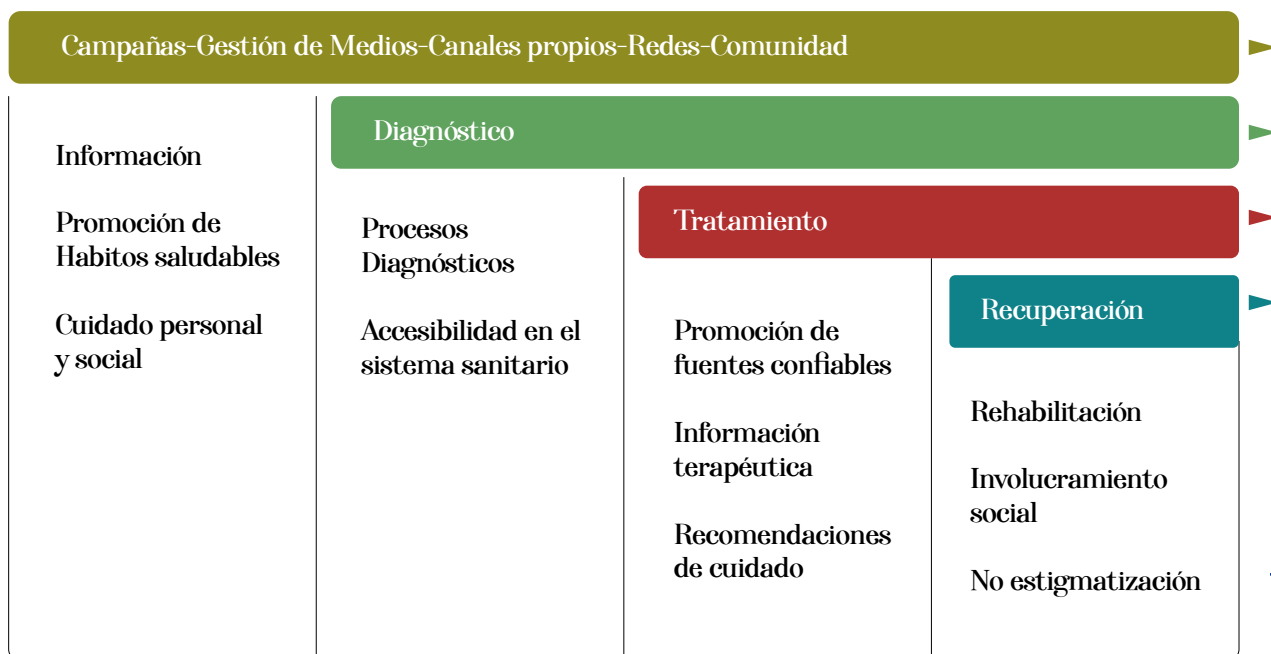 Campañas-Gestión de Medios-Canales propios-Redes-Comunidad
Información
Promoción de
Habitos saludables
Cuidado personal
y social
Diagnóstico
Procesos
Diagnósticos
Accesibilidad en el
sistema sanitario
Tratamiento
Promoción de
fuentes confiables
Información
terapéutica
Recomendaciones
de cuidado
Recuperación
Rehabilitación
Involucramiento
social
No estigmatización